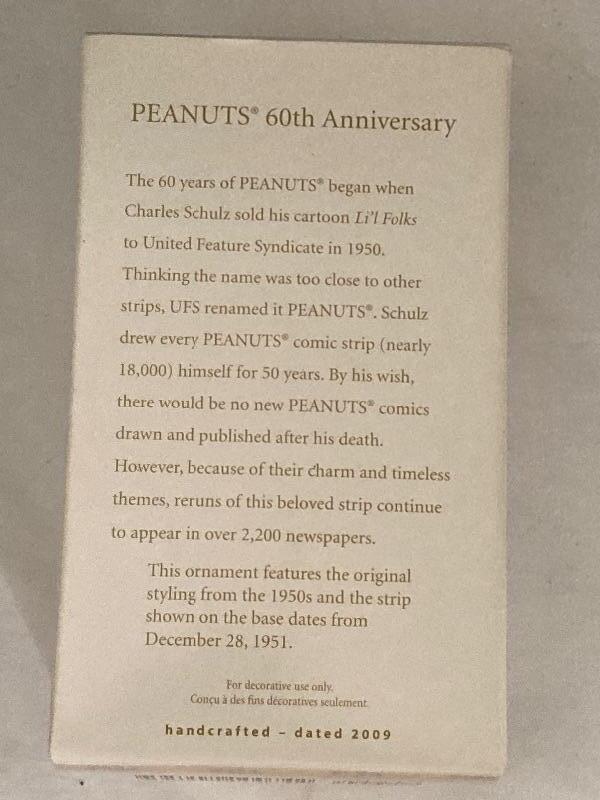 PEANUTS® 60th Anniversary
The 60 years of PEANUTS® began when
Charles Schulz sold his cartoon Li'l Folks
to United Feature Syndicate in 1950.
Thinking the name was too close to other
strips, UFS renamed it PEANUTS®. Schulz
drew every PEANUTS® comic strip (nearly
18,000) himself for 50 years. By his wish,
there would be no new PEANUTS® comics
drawn and published after his death.
However, because of their charm and timeless
themes, reruns of this beloved strip continue
to appear in over 2,200 newspapers.
This ornament features the original
styling from the 1950s and the strip
shown on the base dates from
December 28, 1951.
For decorative use only.
Conçu à des fins décoratives seulement.
handcrafted – dated 2009